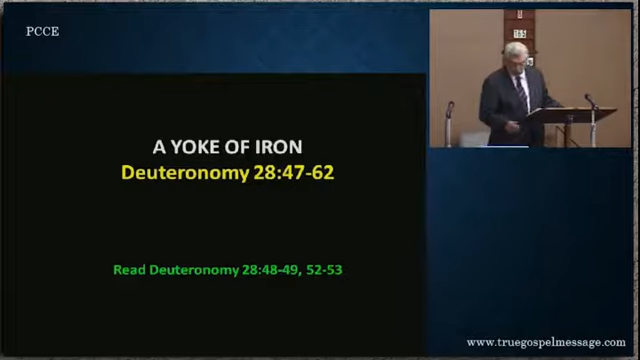 PCCE
A YOKE OF IRON
Deuteronomy 28:47-62
Read Deuteronomy 28:48-49, 52-53
www.truegospelmessage.com